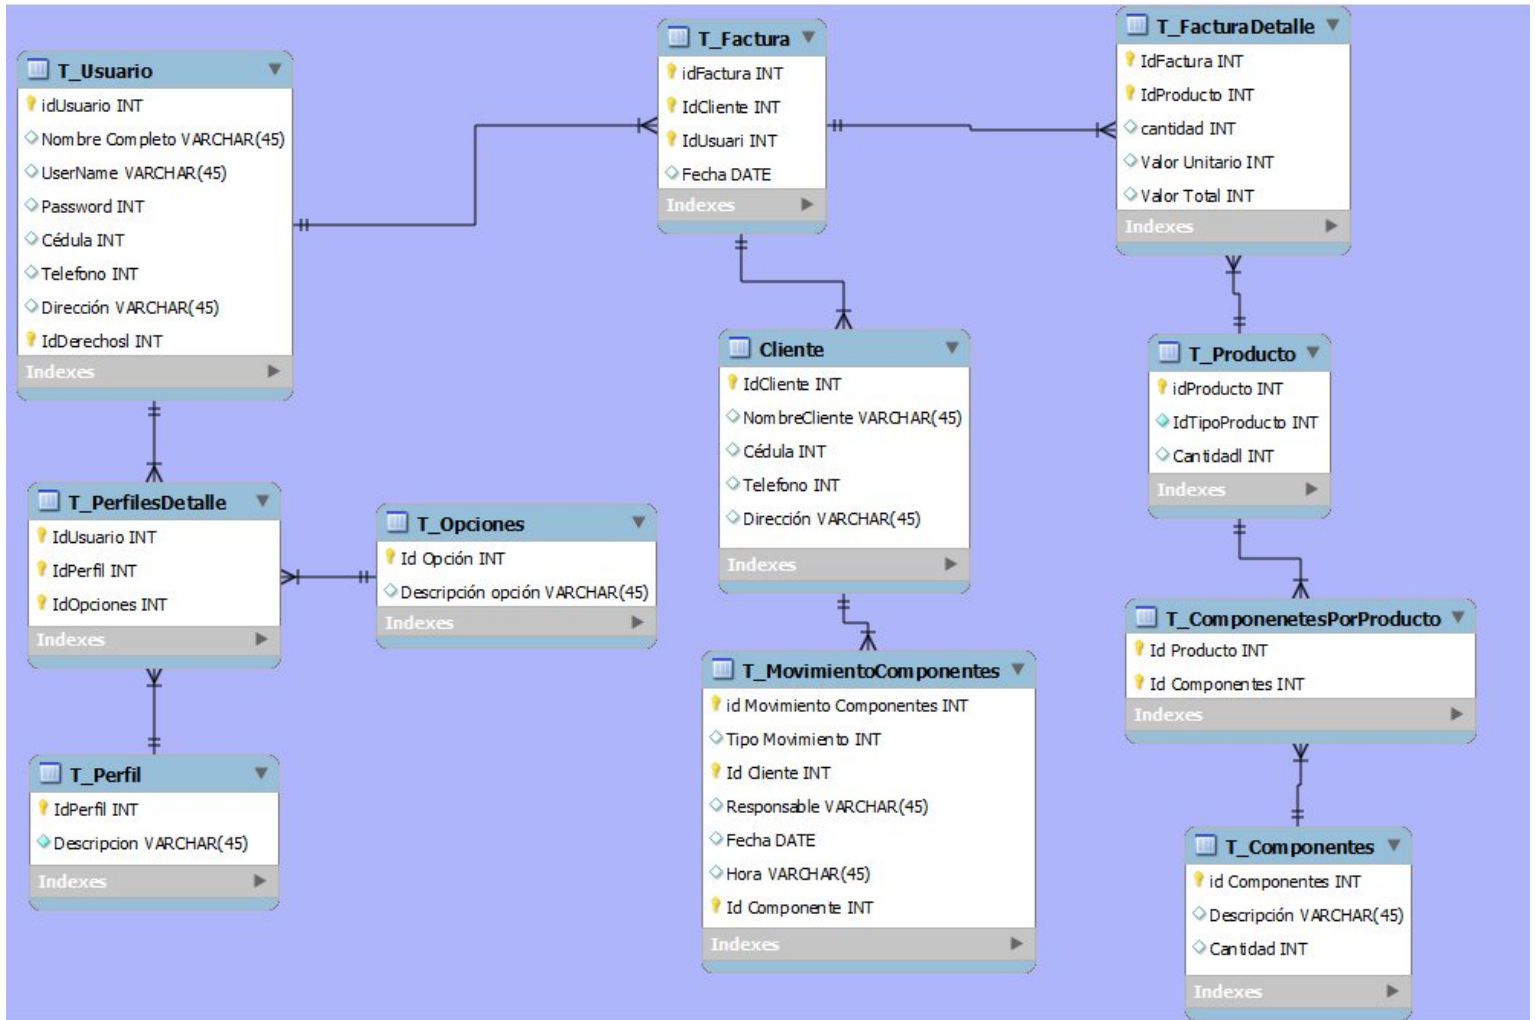 T_Usuario
idUsuario INT
Nombre Completo VARCHAR(45)
UserName VARCHAR(45)
Password INT
Cédula INT
Telefono INT
Dirección VARCHAR(45)
IdDerechosl INT
Indexes
T_Factura
idFactura INT
IdCliente INT
IdUsuari INT
Fecha DATE
Indexes
T_FacturaDetalle
IdFactura INT
IdProducto INT
cantidad INT
Valor Unitario INT
Valor Total INT
Indexes
Cliente
IdCliente INT
NombreCliente VARCHAR(45)
Cédula INT
Telefono INT
Dirección VARCHAR(45)
Indexes
T_Producto
idProducto INT
IdTipoProducto INT
Cantidadl INT
Indexes
T_PerfilesDetalle
IdUsuario INT
IdPerfil INT
IdOpciones INT
Indexes
T_Opciones
Id Opción INT
Descripción opción VARCHAR(45)
Indexes
T_MovimientoComponentes
id Movimiento Componentes INT
Tipo Movimiento INT
Id Cliente INT
Responsable VARCHAR(45)
Fecha DATE
Hora VARCHAR(45)
Id Componente INT
Indexes
T_ComponenetesPorProducto
Id Producto INT
Id Componentes INT
Indexes
T_Perfil
IdPerfil INT
Descripcion VARCHAR(45)
Indexes
T_Componentes
id Componentes INT
Descripción VARCHAR(45)
Cantidad INT
Indexes